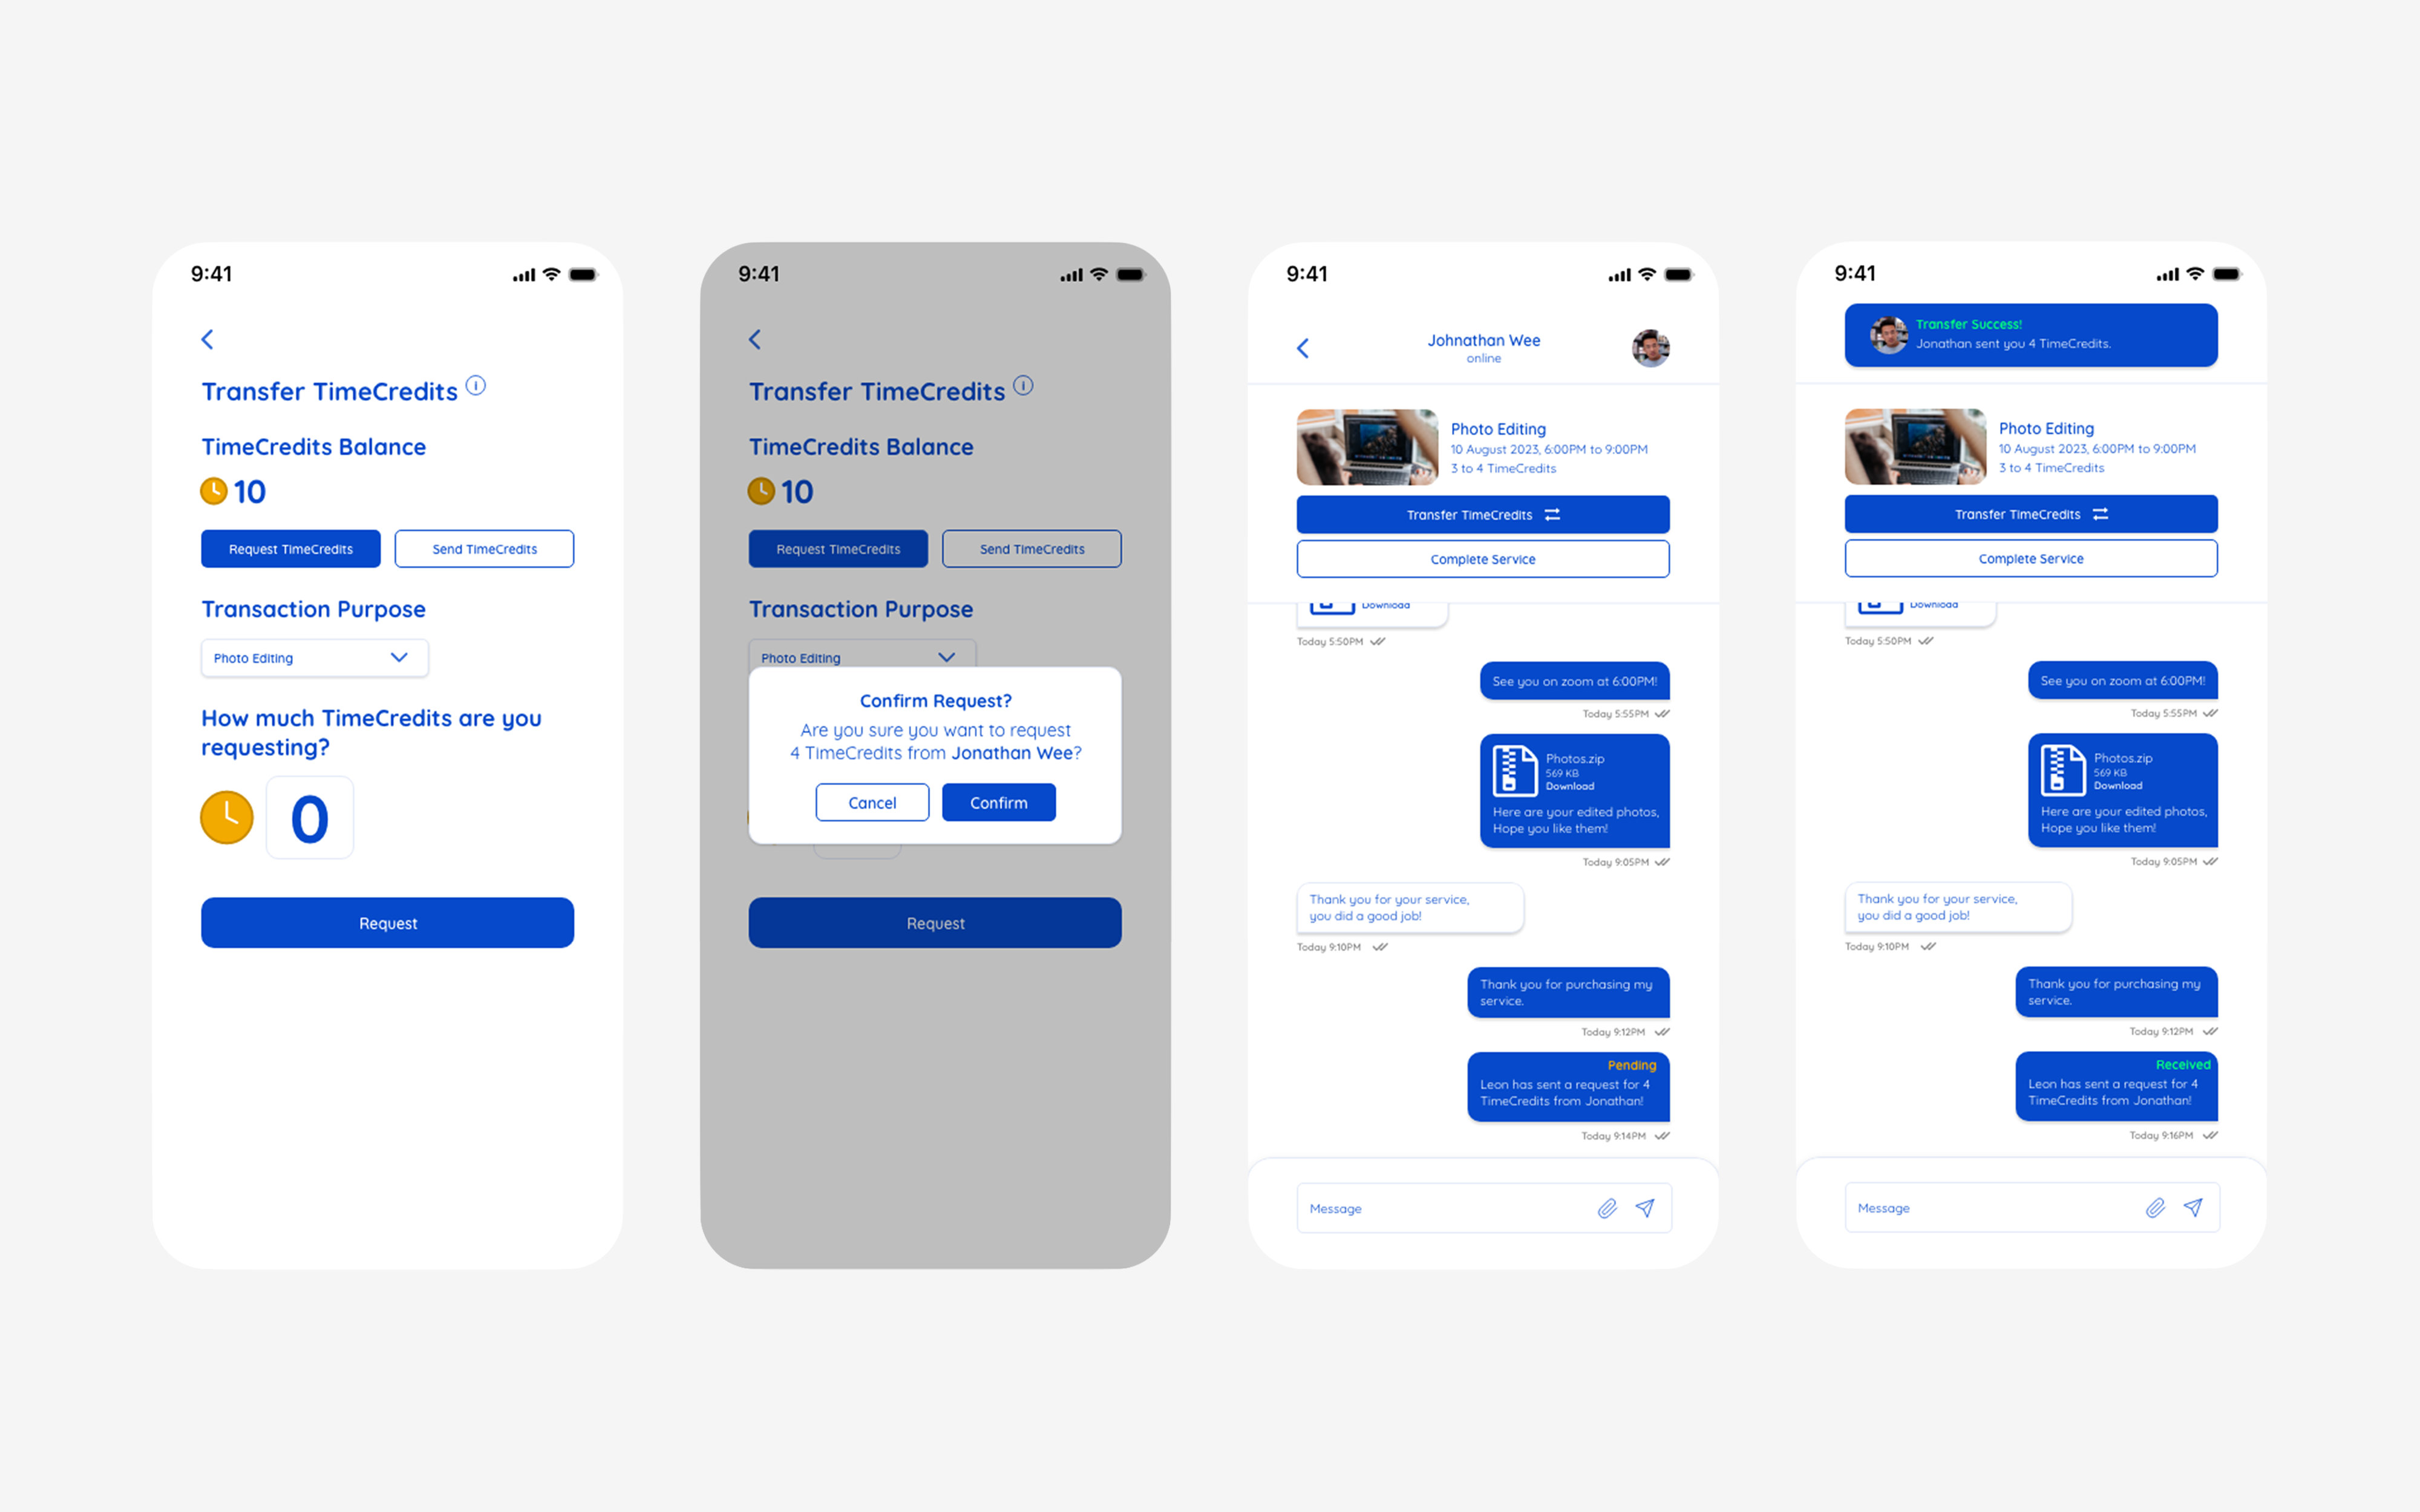 9:41
Transfer TimeCredits
TimeCredits Balance
10
Request TimeCredits
Send TimeCredits
Transaction Purpose
Photo Editing
How much TimeCredits are you
requesting?
0
Request
9:41
Transfer TimeCredits
TimeCredits Balance
10
Request TimeCredits
Send TimeCredits
Transaction Purpose
Photo Editing
Confirm Request?
Are you sure you want to request
4 TimeCredits from Jonathan Wee?
Cancel
Confirm
Request
9:41
Johnathan Wee
online
Photo Editing
10 August 2023, 6:00PM to 9:00PM
3 to 4 TimeCredits
Transfer TimeCredits
Complete Service
Download
Today 5:50PM
See you on zoom at 6:00PM!
Today 5:55PM
Photos.zip
569 KB
Download
Here are your edited photos,
Hope you like them!
Today 9:05PM
Thank you for your service,
you did a good job!
Today 9:10PM
Thank you for purchasing my
service.
Today 9:12PM
Pending
Leon has sent a request for 4
TimeCredits from Jonathan!
Today 9:14PM
Message
9:41
Transfer Success!
Jonathan sent you 4 TimeCredits.
Photo Editing
10 August 2023, 6:00PM to 9:00PM
3 to 4 TimeCredits
Transfer TimeCredits
Complete Service
Download
Today 5:50PM
See you on zoom at 6:00PM!
Today 5:55PM
Photos.zip
569 KB
Download
Here are your edited photos,
Hope you like them!
Today 9:05PM
Thank you for your service,
you did a good job!
Today 9:10PM
Thank you for purchasing my
service.
Today 9:12PM
Received
Leon has sent a request for 4
TimeCredits from Jonathan!
Today 9:16PM
Message